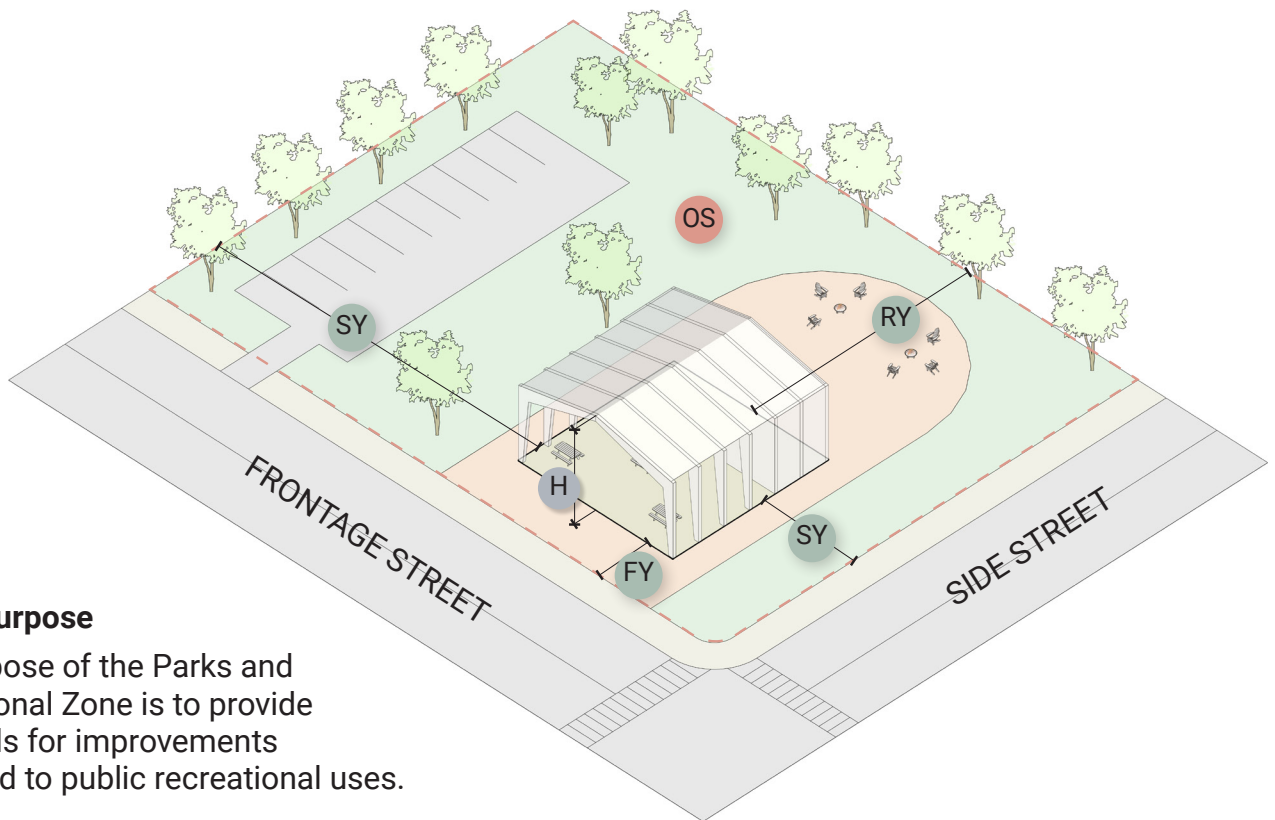 OS
SY
RY
H
SY
FY
FRONTAGE STREET
SIDE STREET
urpose
pose of the Parks and
onal Zone is to provide
ls for improvements
d to public recreational uses.